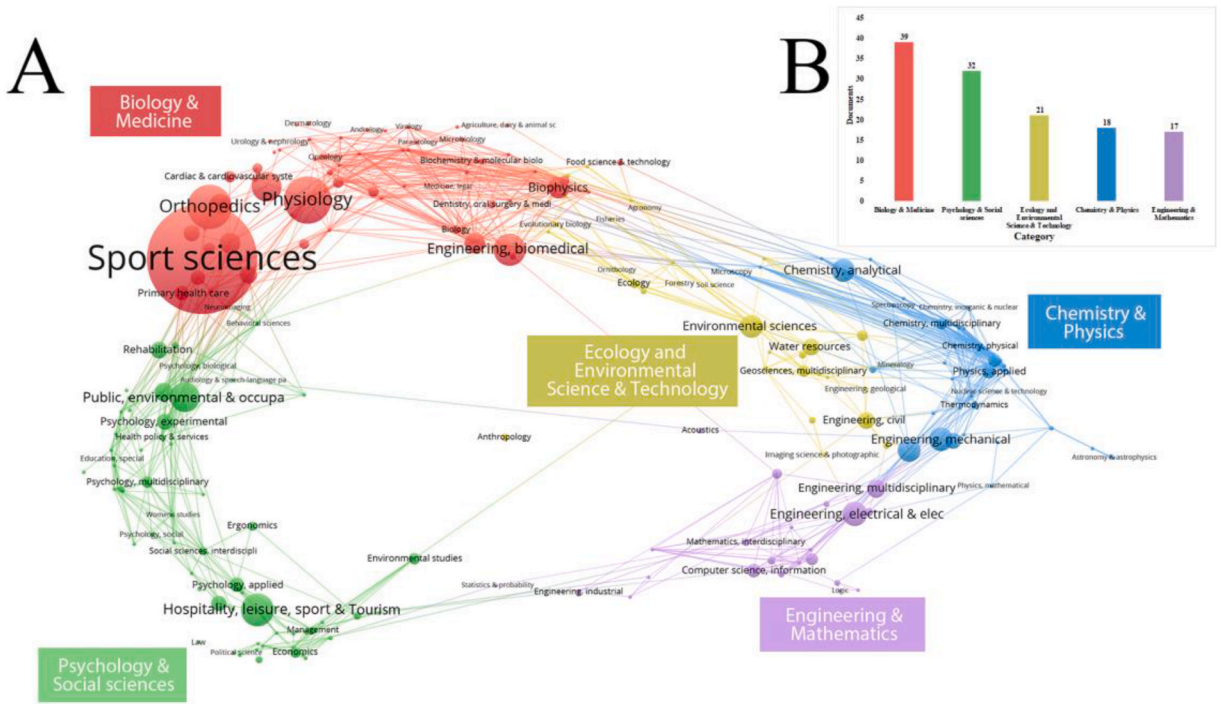 A
Biology &
Medicine
Dermatology
Andrology
Virology
Agriculture, dairy & animal sc
Urology & nephrology
Parasitology
Microbiology
Oncology
Biochemistry & molecular biolo
Food science & technology
Cardiac & cardiovascular syste
Medicine, legal
Biophysics
Orthopedics
Physiology
Dentistry, oral surgery & medi
Agronomy
Fisheries
Evolutionary biology
Biology
Engineering, biomedical
Sport sciences
Primary health care
Neuroimaging
Behavioral sciences
Ornithology
Ecology
Forestry
Soil science
Microscopy
Chemistry, analytical
Spectroscopy
Chemistry, inorganic & nuclear
Chemistry, multidisciplinary
Chemistry &
Physics
Environmental sciences
Water resources
Chemistry, physical
Geosciences, multidisciplinary
Mineralogy
Physics, applied
Ecology and
Environmental
Science & Technology
Engineering, geological
Nuclear science & technology
Thermodynamics
Rehabilitation
Psychology, biological
Audiology & speech-language pa
Public, environmental & occupa
Psychology, experimental
Health policy & services
Education, special
Psychology, multidisciplinary
Anthropology
Acoustics
Engineering, civil
Engineering, mechanical
Imaging science & photographic
Astronomy & astrophysics
Physics, mathematical
Engineering, multidisciplinary
Engineering, electrical & elec
Womens studies
Psychology, social
Ergonomics
Social sciences, interdiscipli
Environmental studies
Mathematics, interdisciplinary
Computer science, information
Statistics & probability
Engineering, industrial
Logic
Psychology, applied
Hospitality, leisure, sport & Tourism
Management
Law
Political science
Economics
Engineering &
Mathematics
Psychology &
Social sciences
B
45
40
35
30
25
20
15
10
5
0
Documents
39
32
21
18
17
Biology & Medicine
Psychology & Social
sciences
Ecology and
Environmental
Science & Technology
Chemistry & Physics
Engineering &
Mathematics
Category